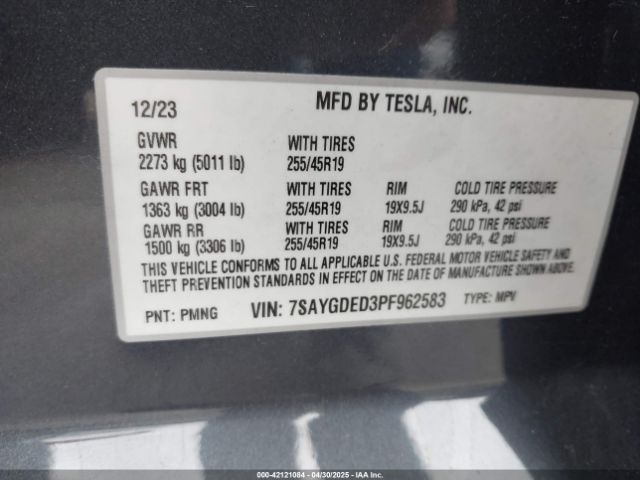 12/23 MFD BY TESLA, INC.
GVWR WITH TIRES
2273 kg (5011 lb) 255/45R19
GAWR FRT WITH TIRES RIM COLD TIRE PRESSURE
1363 kg (3004 lb) 255/45R19 19X9.5J 290 kPa, 42 psi
GAWR RR WITH TIRES RIM COLD TIRE PRESSURE
1500 kg (3306 lb) 255/45R19 19X9.5J 290 kPa, 42 psi
THIS VEHICLE CONFORMS TO ALL APPLICABLE U.S. FEDERAL MOTOR VEHICLE SAFETY AND
THEFT PREVENTION STANDARDS IN EFFECT ON THE DATE OF MANUFACTURE SHOWN ABOVE.
PNT: PMNG VIN: 7SAYGDED3PF962583 TYPE: MPV
000-42121084 - 04/30/2025 - IAA Inc.